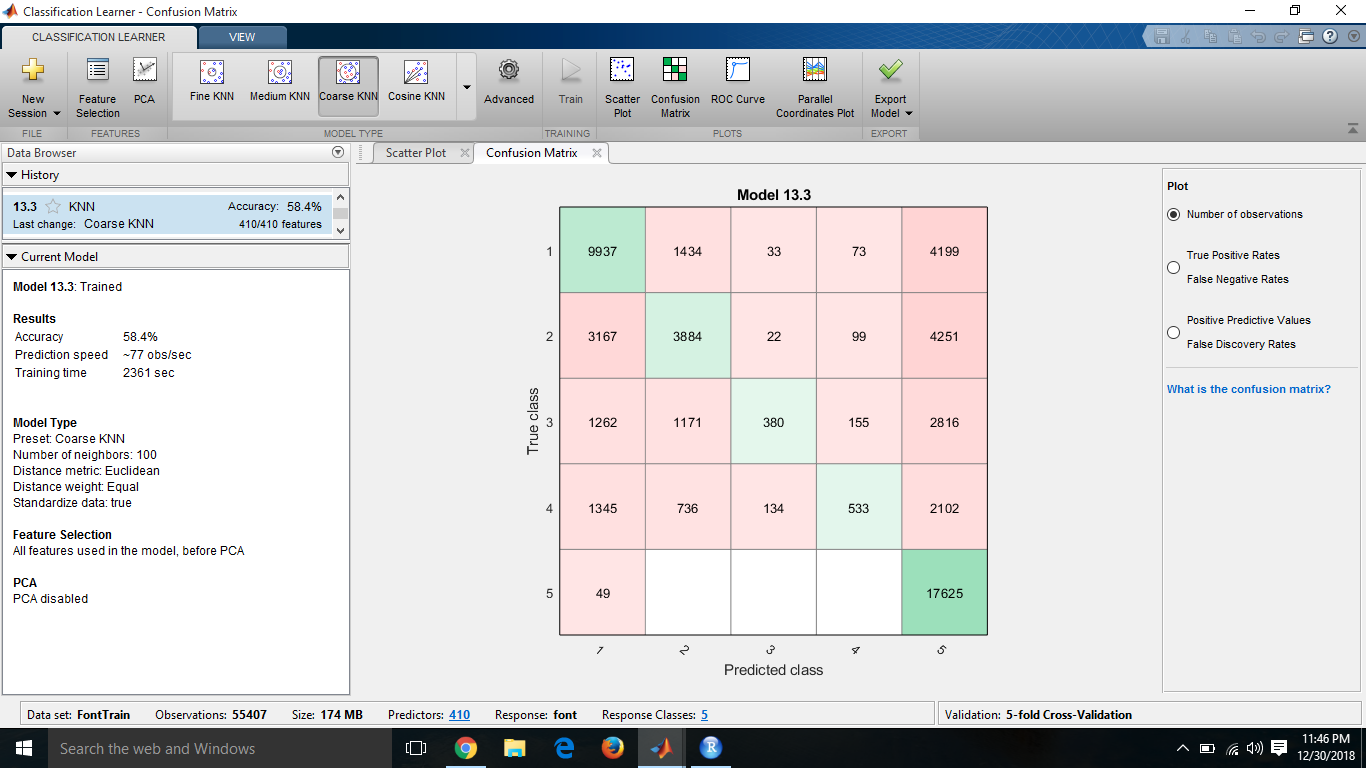 Classification Learner - Confusion Matrix
CLASSIFICATION LEARNER
VIEW
New Session
Feature Selection
PCA
Fine KNN
Medium KNN
Coarse KNN
Cosine KNN
Advanced
Train
Scatter Plot
Confusion Matrix
ROC Curve
Parallel Coordinates Plot
Export Model
FILE
FEATURES
MODEL TYPE
TRAINING
PLOTS
EXPORT
Data Browser
History
13.3 KNN Accuracy: 58.4%
Last change: Coarse KNN 410/410 features
Current Model
Model 13.3: Trained
Results
Accuracy 58.4%
Prediction speed ~77 obs/sec
Training time 2361 sec
Model Type
Preset: Coarse KNN
Number of neighbors: 100
Distance metric: Euclidean
Distance weight: Equal
Standardize data: true
Feature Selection
All features used in the model, before PCA
PCA
PCA disabled
Scatter Plot
Confusion Matrix
Model 13.3
True class
1 9937 1434 33 73 4199
2 3167 3884 22 99 4251
3 1262 1171 380 155 2816
4 1345 736 134 533 2102
5 49 17625
1 2 3 4 5
Predicted class
Plot
Number of observations
True Positive Rates
False Negative Rates
Positive Predictive Values
False Discovery Rates
What is the confusion matrix?
Data set: FontTrain Observations: 55407 Size: 174 MB Predictors: 410 Response: font Response Classes: 5
Validation: 5-fold Cross-Validation
Search the web and Windows
R
11:46 PM
12/30/2018